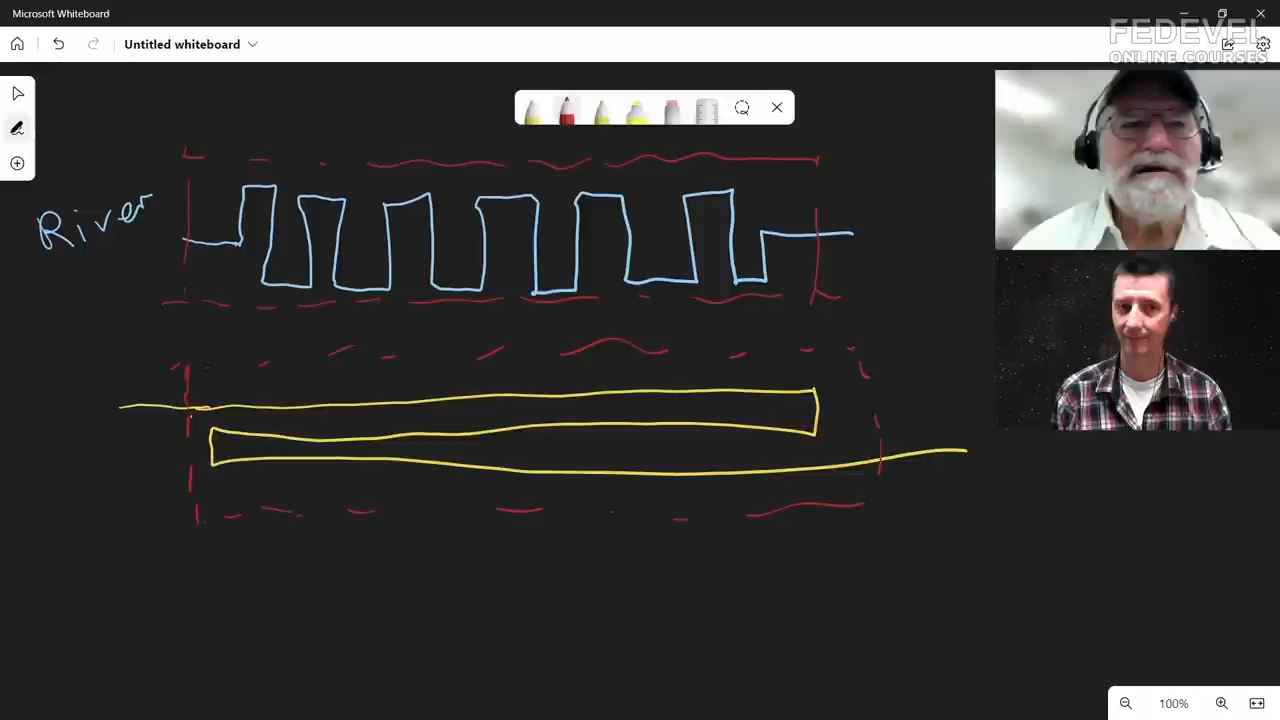 Microsoft Whiteboard
Untitled whiteboard
FEDEVEL
ONLINE COURSES
River
100%